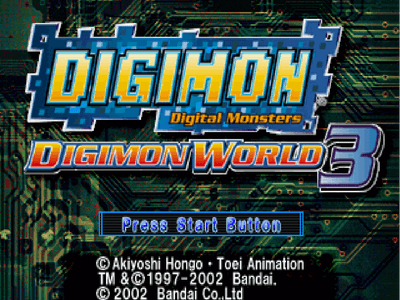 DIGIMON
Digital Monsters
DIGIMON WORLD 3
Press Start Button
©Akiyoshi Hongo・Toei Animation
TM &©1997-2002 Bandai.
© 2002 Bandai Co.,Ltd